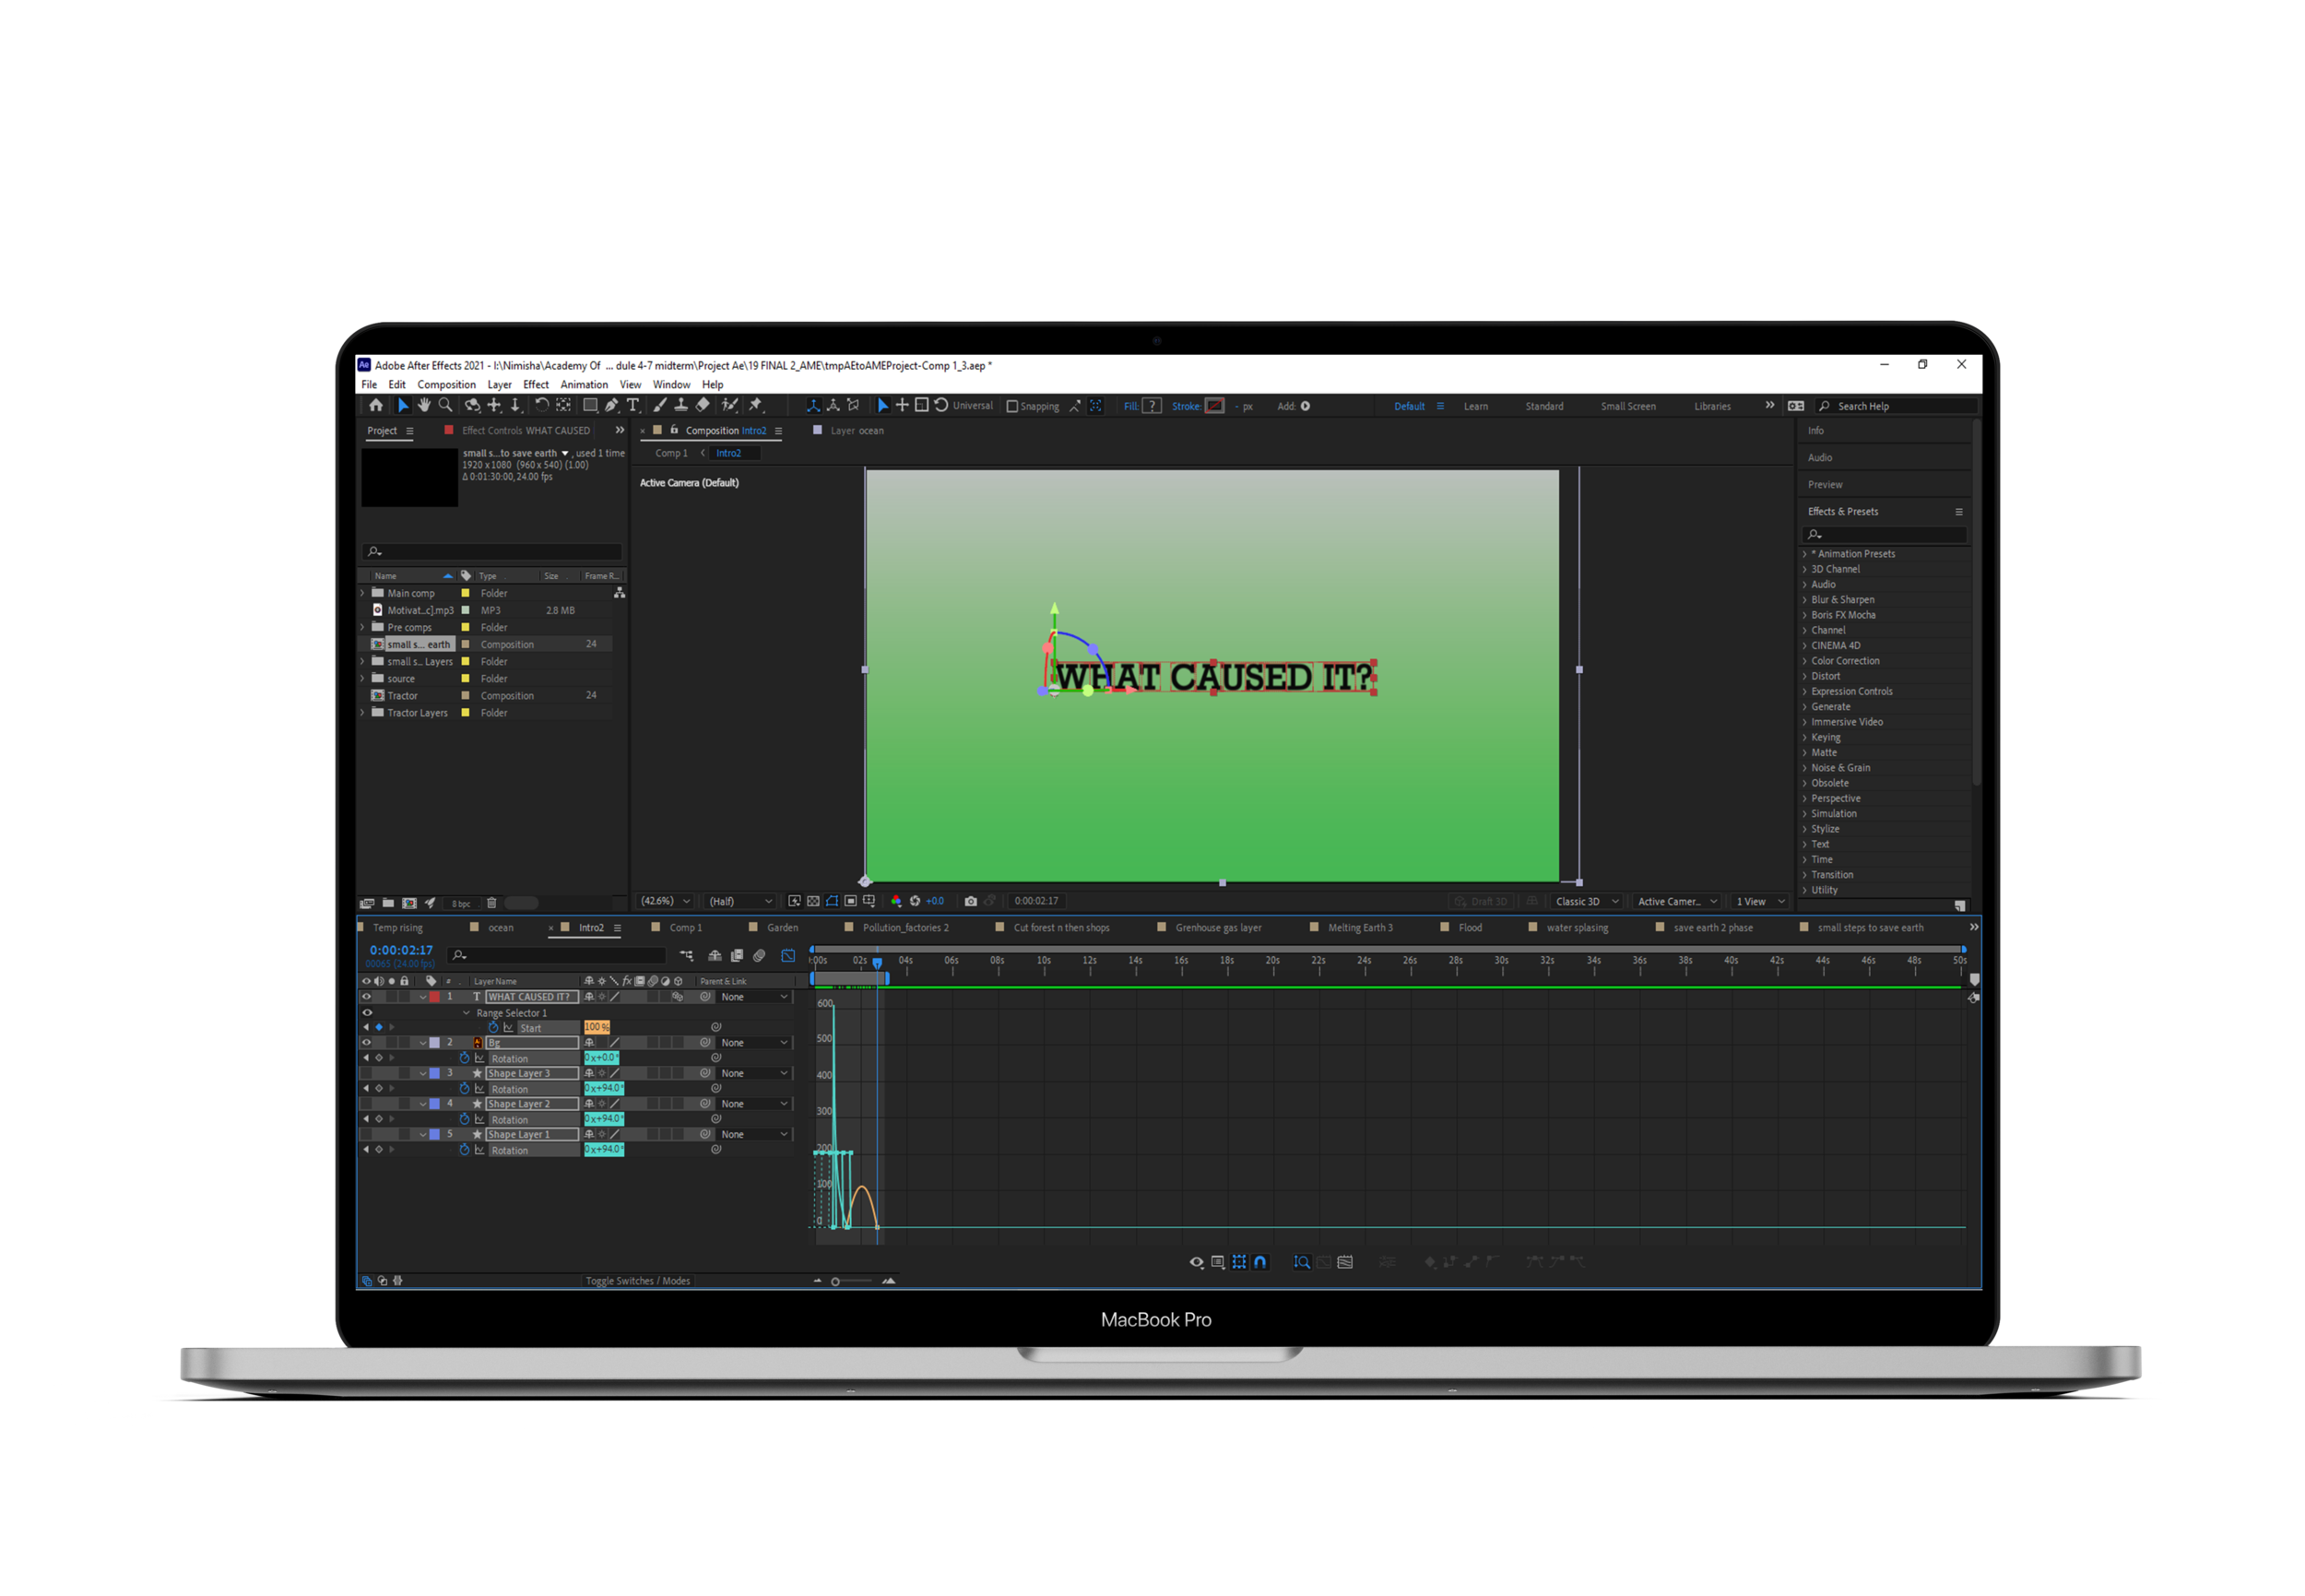 Ae Adobe After Effects 2021 - I:\Nimisha\Academy Of ... dule 4-7 midterm\Project Ae\19 FINAL 2_AME\tmpAEtoAMEProject-Comp 1_3.aep *
File Edit Composition Layer Effect Animation View Window Help
Universal Snapping Fill: ? Stroke: - px Add: Default Learn Standard Small Screen Libraries Search Help
Project Effect Controls WHAT CAUSED Composition Intro2 Layer ocean Info
small s...to save earth , used 1 time Comp 1 Intro2 Audio
1920 x 1080 (960 x 540) (1.00)
Δ 0:01:30:00, 24.00 fps
Active Camera (Default) Preview
Effects & Presets
Name Type Size Frame R...
Main comp Folder
Motivat...c].mp3 MP3 2.8 MB
Pre comps Folder
small s... earth Composition 24
small s... Layers Folder
source Folder
Tractor Composition 24
Tractor Layers Folder
WHAT CAUSED IT?
* Animation Presets
3D Channel
Audio
Blur & Sharpen
Boris FX Mocha
Channel
CINEMA 4D
Color Correction
Distort
Expression Controls
Generate
Immersive Video
Keying
Matte
Noise & Grain
Obsolete
Perspective
Simulation
Stylize
Text
Time
Transition
Utility
8 bpc (42.6%) (Half) +0.0 0:00:02:17 Draft 3D Classic 3D Active Camer... 1 View
Temp rising ocean Intro2 Comp 1 Garden Pollution_factories 2 Cut forest n then shops Grenhouse gas layer Melting Earth 3 Flood water splasing save earth 2 phase small steps to save earth
0:00:02:17
00065 (24.00 fps)
:00s 02s 04s 06s 08s 10s 12s 14s 16s 18s 20s 22s 24s 26s 28s 30s 32s 34s 36s 38s 40s 42s 44s 46s 48s 50s
# Layer Name fx Parent & Link
1 T WHAT CAUSED IT? None
Range Selector 1
Start 100 %
2 Bg None
Rotation 0x+0.0°
3 Shape Layer 3 None
Rotation 0x+94.0°
4 Shape Layer 2 None
Rotation 0x+94.0°
5 Shape Layer 1 None
Rotation 0x+94.0°
600
500
400
300
200
100
0
Toggle Switches / Modes
MacBook Pro